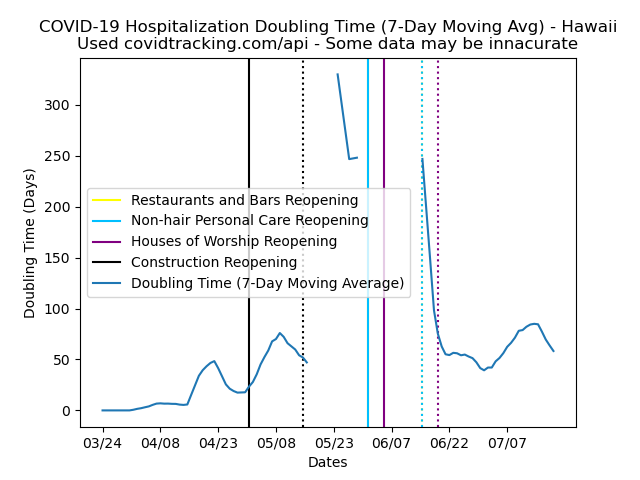 COVID-19 Hospitalization Doubling Time (7-Day Moving Avg) - Hawaii
Used covidtracking.com/api - Some data may be innacurate
Doubling Time (Days)
300
250
200
150
100
50
0
Restaurants and Bars Reopening
Non-hair Personal Care Reopening
Houses of Worship Reopening
Construction Reopening
Doubling Time (7-Day Moving Average)
03/24 04/08 04/23 05/08 05/23 06/07 06/22 07/07
Dates